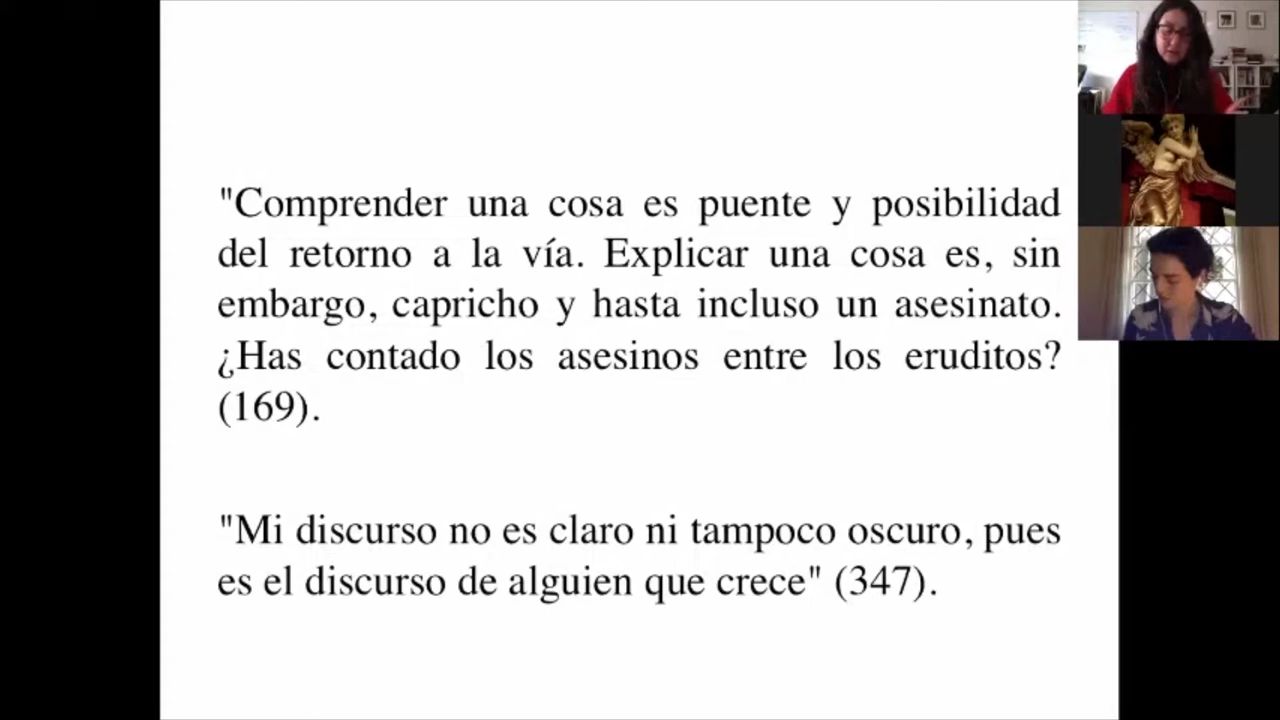 "Comprender una cosa es puente y posibilidad
del retorno a la vía. Explicar una cosa es, sin
embargo, capricho y hasta incluso un asesinato.
¿Has contado los asesinos entre los eruditos?
(169).
"Mi discurso no es claro ni tampoco oscuro, pues
es el discurso de alguien que crece" (347).